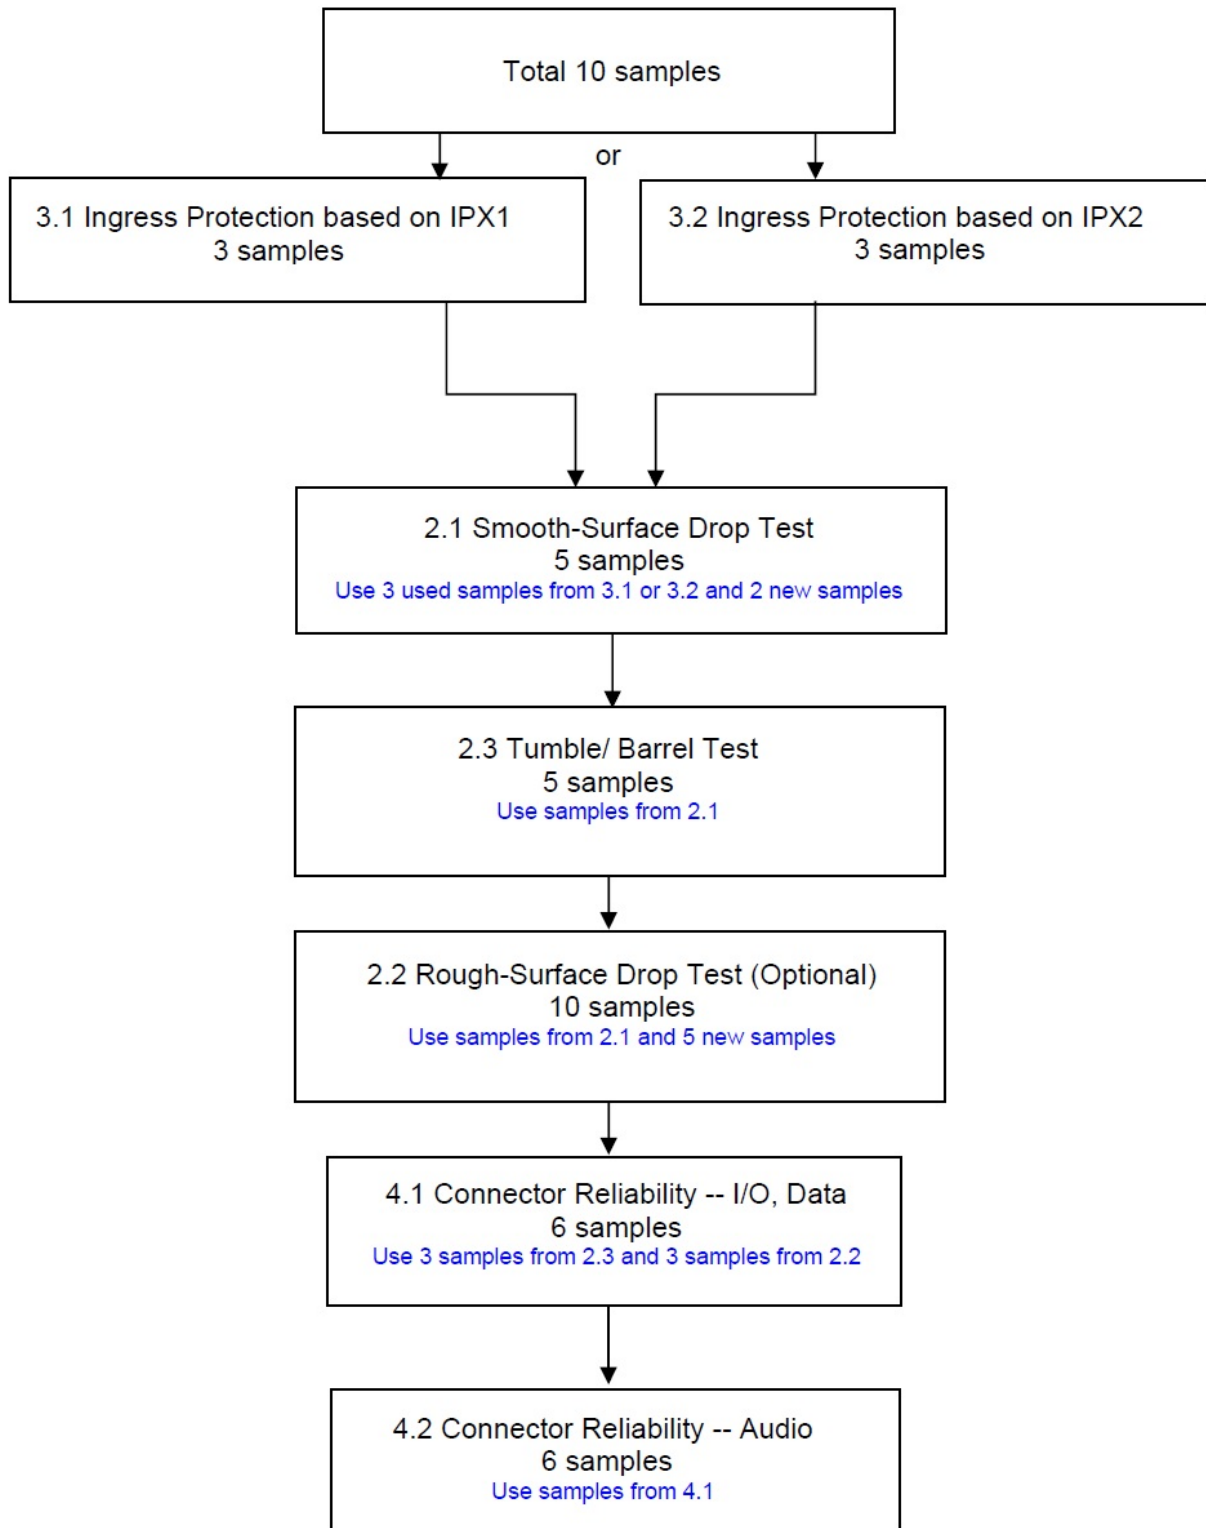 Total 10 samples
or
3.1 Ingress Protection based on IPX1
3 samples
3.2 Ingress Protection based on IPX2
3 samples
2.1 Smooth-Surface Drop Test
5 samples
Use 3 used samples from 3.1 or 3.2 and 2 new samples
2.3 Tumble/ Barrel Test
5 samples
Use samples from 2.1
2.2 Rough-Surface Drop Test (Optional)
10 samples
Use samples from 2.1 and 5 new samples
4.1 Connector Reliability -- I/O, Data
6 samples
Use 3 samples from 2.3 and 3 samples from 2.2
4.2 Connector Reliability -- Audio
6 samples
Use samples from 4.1